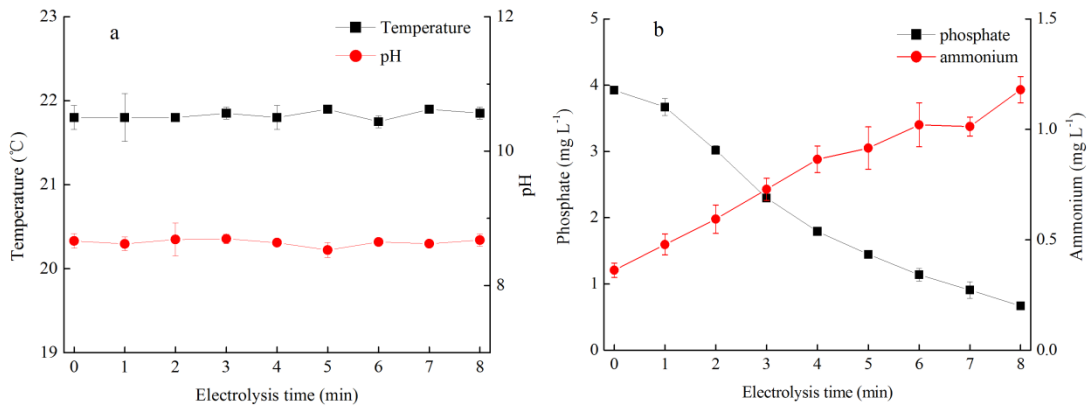 a
Temperature
pH
23
22
21
20
19
12
10
8
Temperature (℃)
pH
0 1 2 3 4 5 6 7 8
Electrolysis time (min)
b
phosphate
ammonium
5
4
3
2
1
0
1.5
1.0
0.5
0.0
Phosphate (mg L⁻¹)
Ammonium (mg L⁻¹)
0 1 2 3 4 5 6 7 8
Electrolysis time (min)